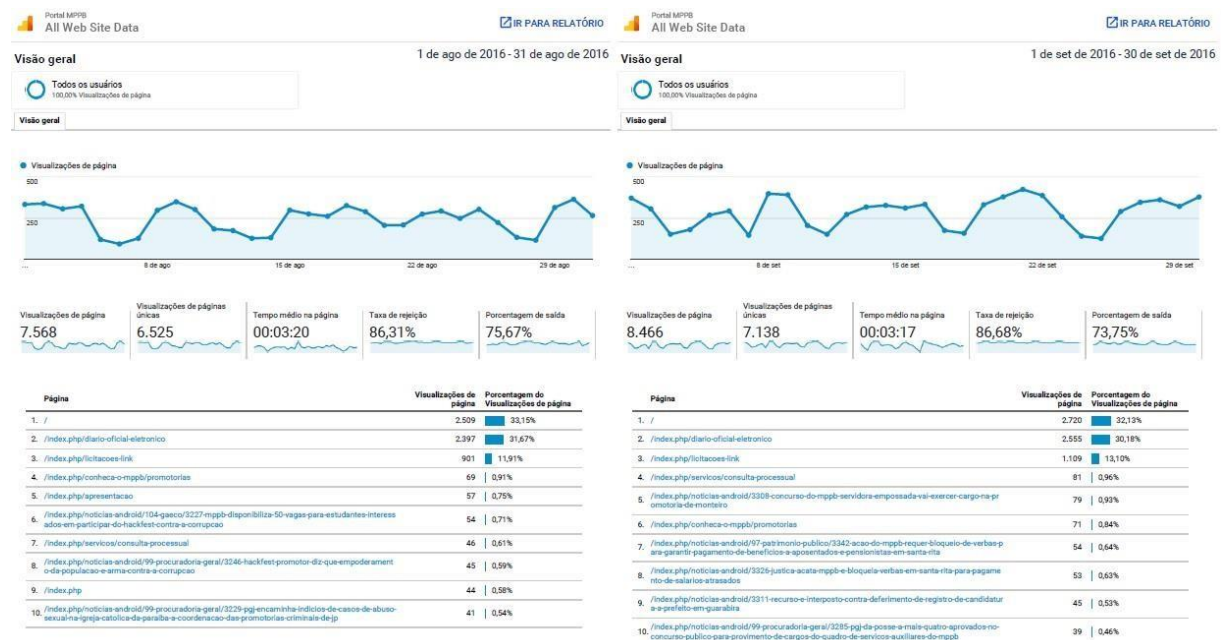 Portal MPPB
All Web Site Data
IR PARA RELATÓRIO
Visão geral
1 de ago de 2016 - 31 de ago de 2016
Todos os usuários
100,00% Visualizações de página
Visão geral
Visualizações de página
500
250
...
8 de ago
15 de ago
22 de ago
29 de ago
Visualizações de página
7.568
Visualizações de páginas
únicas
6.525
Tempo médio na página
00:03:20
Taxa de rejeição
86,31%
Porcentagem de saída
75,67%
Página
Visualizações de
página
Porcentagem do
Visualizações de página
1. / 2.509 33,15%
2. /index.php/diario-oficial-eletronico 2.397 31,67%
3. /index.php/licitacoes-link 901 11,91%
4. /index.php/conheca-o-mppb/promotorias 69 0,91%
5. /index.php/apresentacao 57 0,75%
6. /index.php/noticias-android/104-gaeco/3227-mppb-disponibiliza-50-vagas-para-estudantes-interess
ados-em-participar-do-hackfest-contra-a-corrupcao 54 0,71%
7. /index.php/servicos/consulta-processual 46 0,61%
8. /index.php/noticias-android/99-procuradoria-geral/3246-hackfest-promotor-diz-que-empoderament
o-da-populacao-e-arma-contra-a-corrupcao 45 0,59%
9. /index.php 44 0,58%
10. /index.php/noticias-android/99-procuradoria-geral/3229-pgj-encaminha-indicios-de-casos-de-abuso-
sexual-na-igreja-catolica-da-paraiba-a-coordenacao-das-promotorias-criminais-de-jp 41 0,54%
Portal MPPB
All Web Site Data
IR PARA RELATÓRIO
Visão geral
1 de set de 2016 - 30 de set de 2016
Todos os usuários
100,00% Visualizações de página
Visão geral
Visualizações de página
500
250
...
8 de set
15 de set
22 de set
29 de set
Visualizações de página
8.466
Visualizações de páginas
únicas
7.138
Tempo médio na página
00:03:17
Taxa de rejeição
86,68%
Porcentagem de saída
73,75%
Página
Visualizações de
página
Porcentagem do
Visualizações de página
1. / 2.720 32,13%
2. /index.php/diario-oficial-eletronico 2.555 30,18%
3. /index.php/licitacoes-link 1.109 13,10%
4. /index.php/servicos/consulta-processual 81 0,96%
5. /index.php/noticias-android/3308-concurso-do-mppb-servidora-empossada-vai-exercer-cargo-na-pr
omotoria-de-monteiro 79 0,93%
6. /index.php/conheca-o-mppb/promotorias 71 0,84%
7. /index.php/noticias-android/97-patrimonio-publico/3342-acao-do-mppb-requer-bloqueio-de-verbas-p
ara-garantir-pagamento-de-beneficios-a-aposentados-e-pensionistas-em-santa-rita 54 0,64%
8. /index.php/noticias-android/3326-justica-acata-mppb-e-bloqueia-verbas-em-santa-rita-para-pagame
nto-de-salarios-atrasados 53 0,63%
9. /index.php/noticias-android/3311-recurso-e-interposto-contra-deferimento-de-registro-de-candidatur
a-a-prefeito-em-guarabira 45 0,53%
10. /index.php/noticias-android/99-procuradoria-geral/3285-pgj-da-posse-a-mais-quatro-aprovados-no-
concurso-publico-para-provimento-de-cargos-do-quadro-de-servicos-auxiliares-do-mppb 39 0,46%